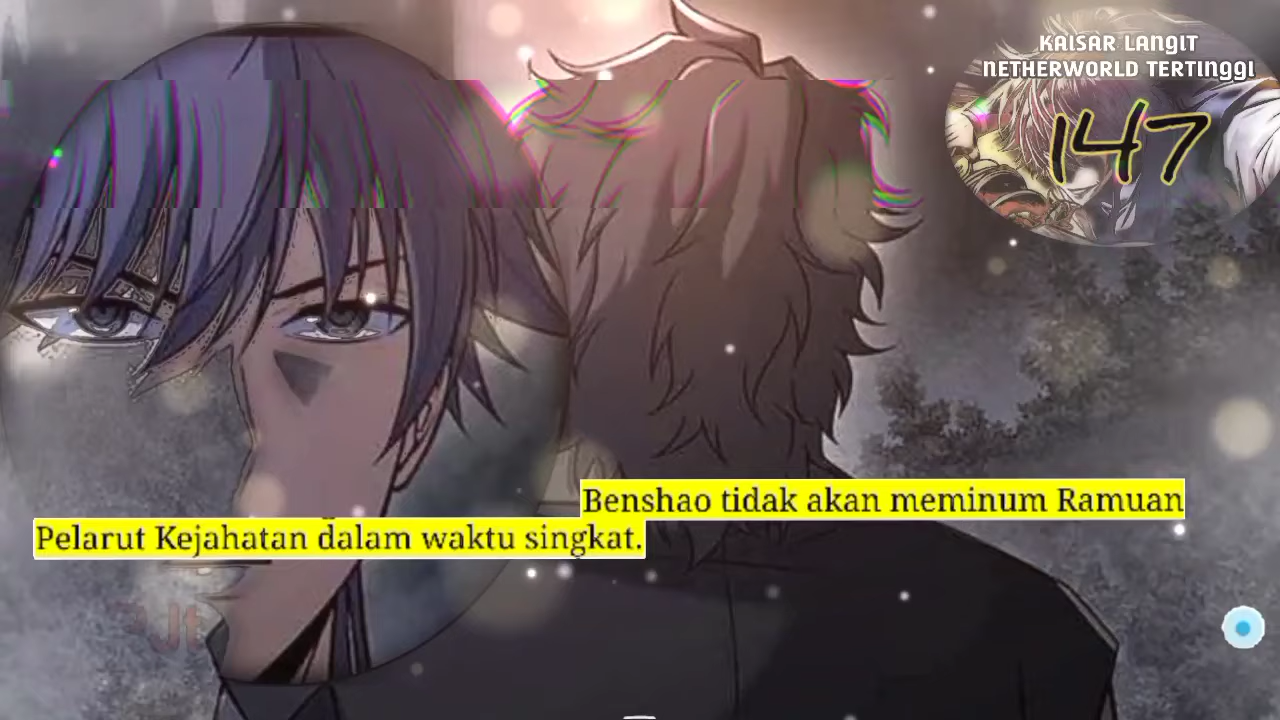 KAISAR LANGIT
NETHERWORLD TERTINGGI
147
Benshao tidak akan meminum Ramuan
Pelarut Kejahatan dalam waktu singkat.